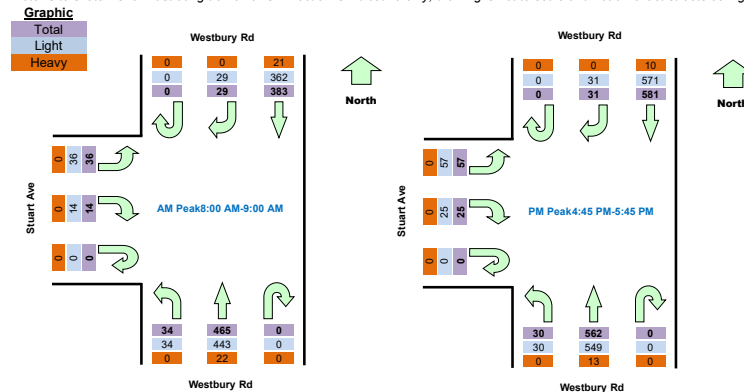 Graphic
Total
Light
Heavy
Westbury Rd
0 0 21
0 29 362
0 29 383
North
Stuart Ave
0 36 36
0 14 14
0 0 0
AM Peak8:00 AM-9:00 AM
34 465 0
34 443 0
0 22 0
Westbury Rd
Westbury Rd
0 0 10
0 31 571
0 31 581
North
Stuart Ave
0 57 57
0 25 25
0 0 0
PM Peak4:45 PM-5:45 PM
30 562 0
30 549 0
0 13 0
Westbury Rd